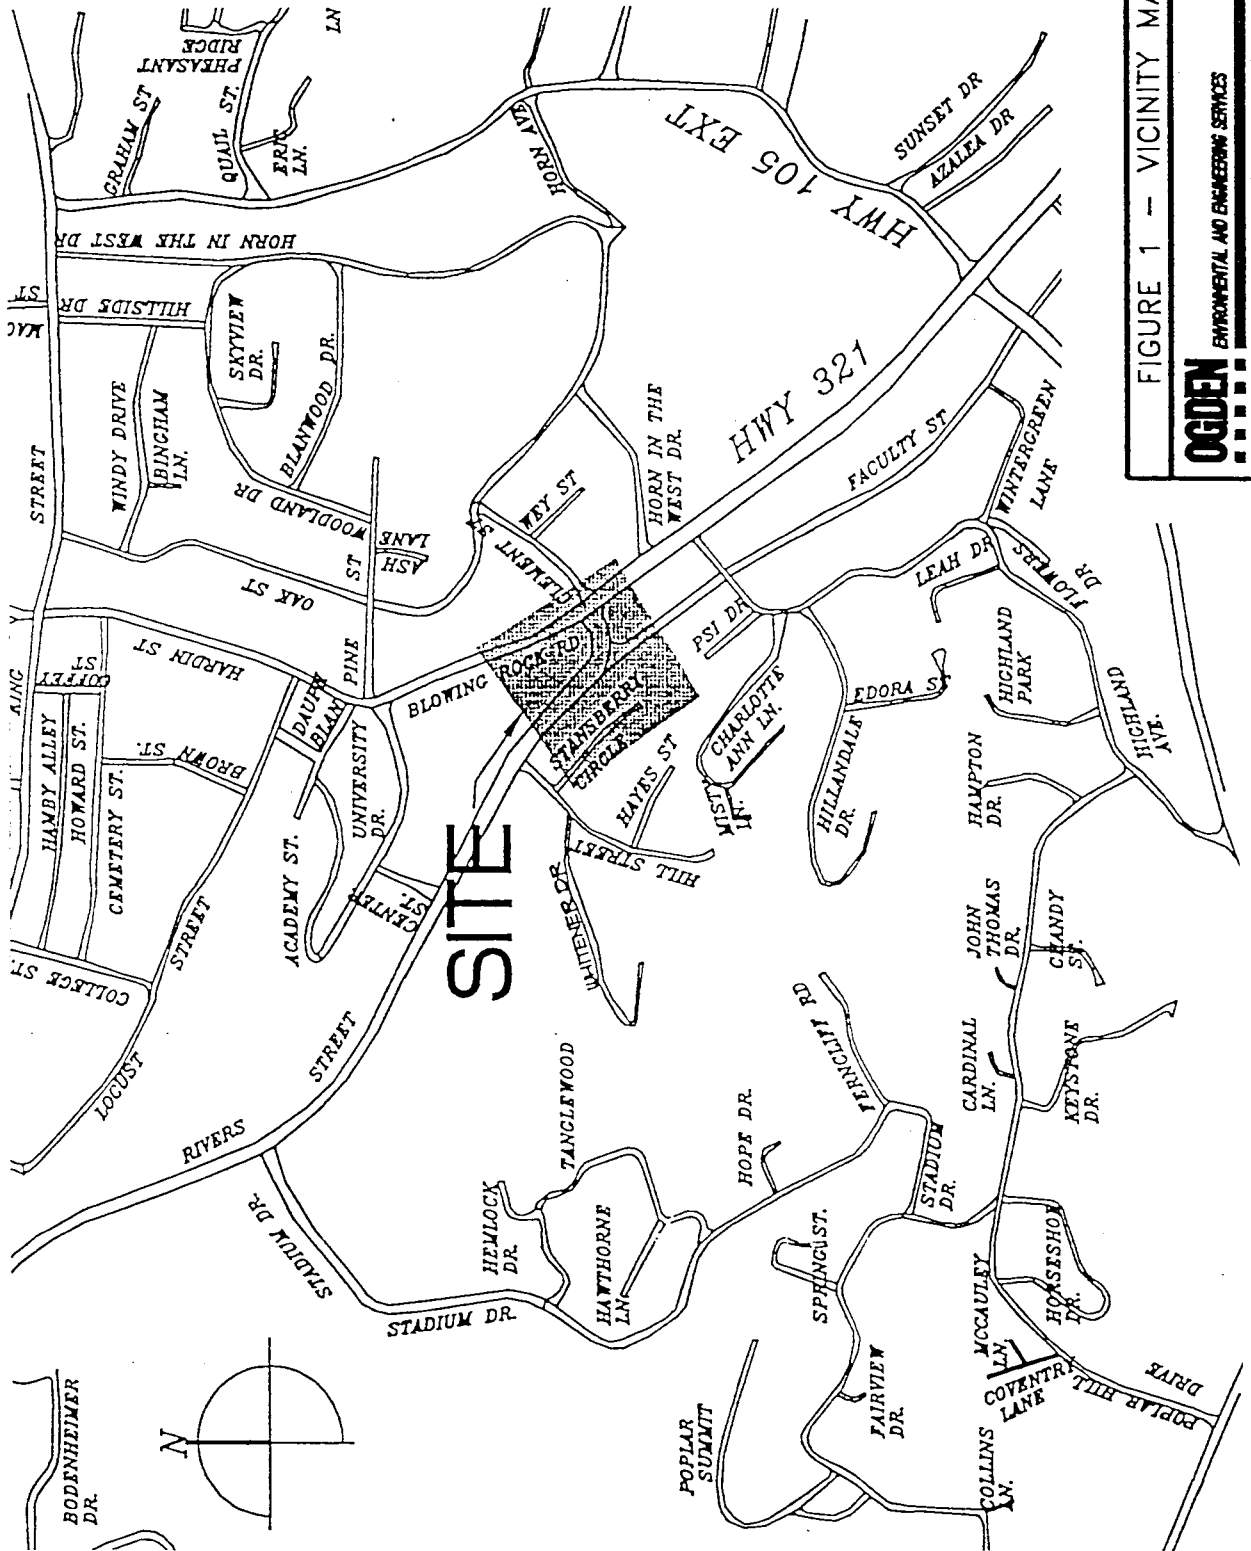 BODENHEIMER
DR.
N
RIVERS
STREET
STADIUM DR.
STADIUM DR.
LOCUST
STREET
COLLEGE ST.
HAMBY ALLEY
HOWARD ST.
CEMETERY ST.
KING
STREET
COFFEY
ST
BROWN
ST.
HARDIN ST
DAUPH
BLAN
ACADEMY ST.
UNIVERSITY
DR.
CENTER
ST.
PINE
ST
OAK ST
ASH
LANE
WOODLAND DR
WINDY DRIVE
BINGHAM
LN.
BLANWOOD DR.
SKYVIEW
DR.
HILLSIDE DR
ST
HORN IN THE WEST DR
GRAHAM ST
QUAIL ST.
PHEASANT
RIDGE
ERIC
LN.
LN
HORN AVE
HWY 105 EXT
SUNSET DR
AZALEA DR
HWY 321
HORN IN THE
WEST DR.
WEY ST
CLEMENT ST
BLOWING ROCK RD
FACULTY ST
WINTERGREEN
LANE
SITE
STANSBERRY
CIRCLE
HAYES ST
HILL STREET
WHITENER DR
MISTY
LN.
CHARLOTTE
ANN LN.
PSI DR
LEAH DR
FLOWERS
DR
EDORA ST
HILLANDALE
DR.
HIGHLAND
PARK
HIGHLAND
AVE.
HAMPTON
DR.
JOHN
THOMAS
DR.
CHANDY
ST.
CARDINAL
LN.
KEYSTONE
DR.
FERNCLIFF RD
HOPE DR.
STADIUM
DR.
TANGLEWOOD
HEMLOCK
DR.
HAWTHORNE
LN
SPRING ST.
MCCAULEY
LN
HORSESHOE
DR.
COVENTRY
LANE
POPLAR HILL
DRIVE
FAIRVIEW
DR.
POPLAR
SUMMIT
COLLINS
LN.
FIGURE 1 - VICINITY MA
OGDEN ENVIRONMENTAL AND ENGINEERING SERVICES